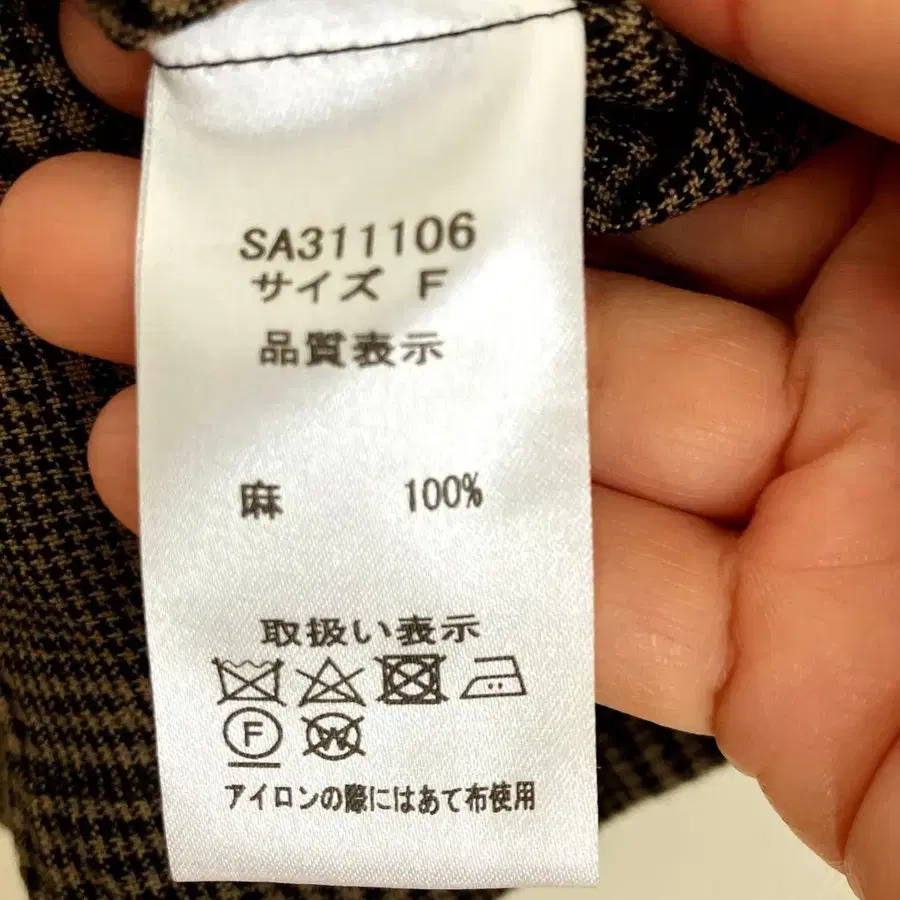 SA311106
サイズ F
品質表示
麻 100%
取扱い表示
F W
アイロンの際にはあて布使用